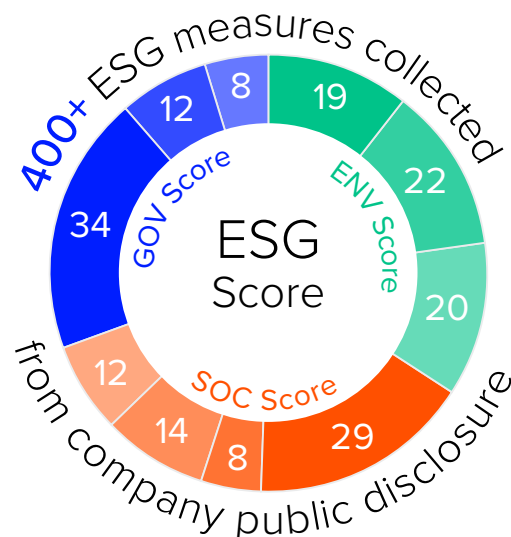 400+ ESG measures collected
from company public disclosure
ESG
Score
ENV Score
19
22
20
SOC Score
29
8
14
12
GOV Score
34
12
8